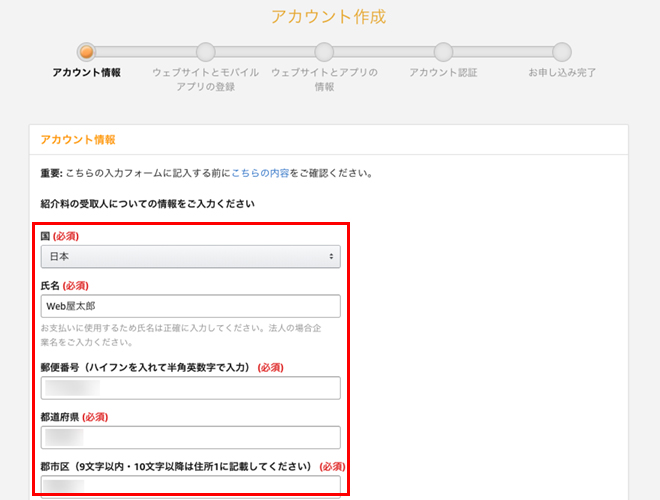 アカウント作成
アカウント情報
ウェブサイトとモバイル
アプリの登録
ウェブサイトとアプリの
情報
アカウント認証
お申し込み完了
アカウント情報
重要: こちらの入力フォームに記入する前にこちらの内容をご確認ください。
紹介料の受取人についての情報をご入力ください
国 (必須)
日本
氏名 (必須)
Web屋太郎
お支払いに使用するため氏名は正確に入力してください。法人の場合企
業名をご入力ください。
郵便番号（ハイフンを入れて半角英数字で入力） (必須)
都道府県 (必須)
郡市区（9文字以内・10文字以降は住所1に記載してください） (必須)